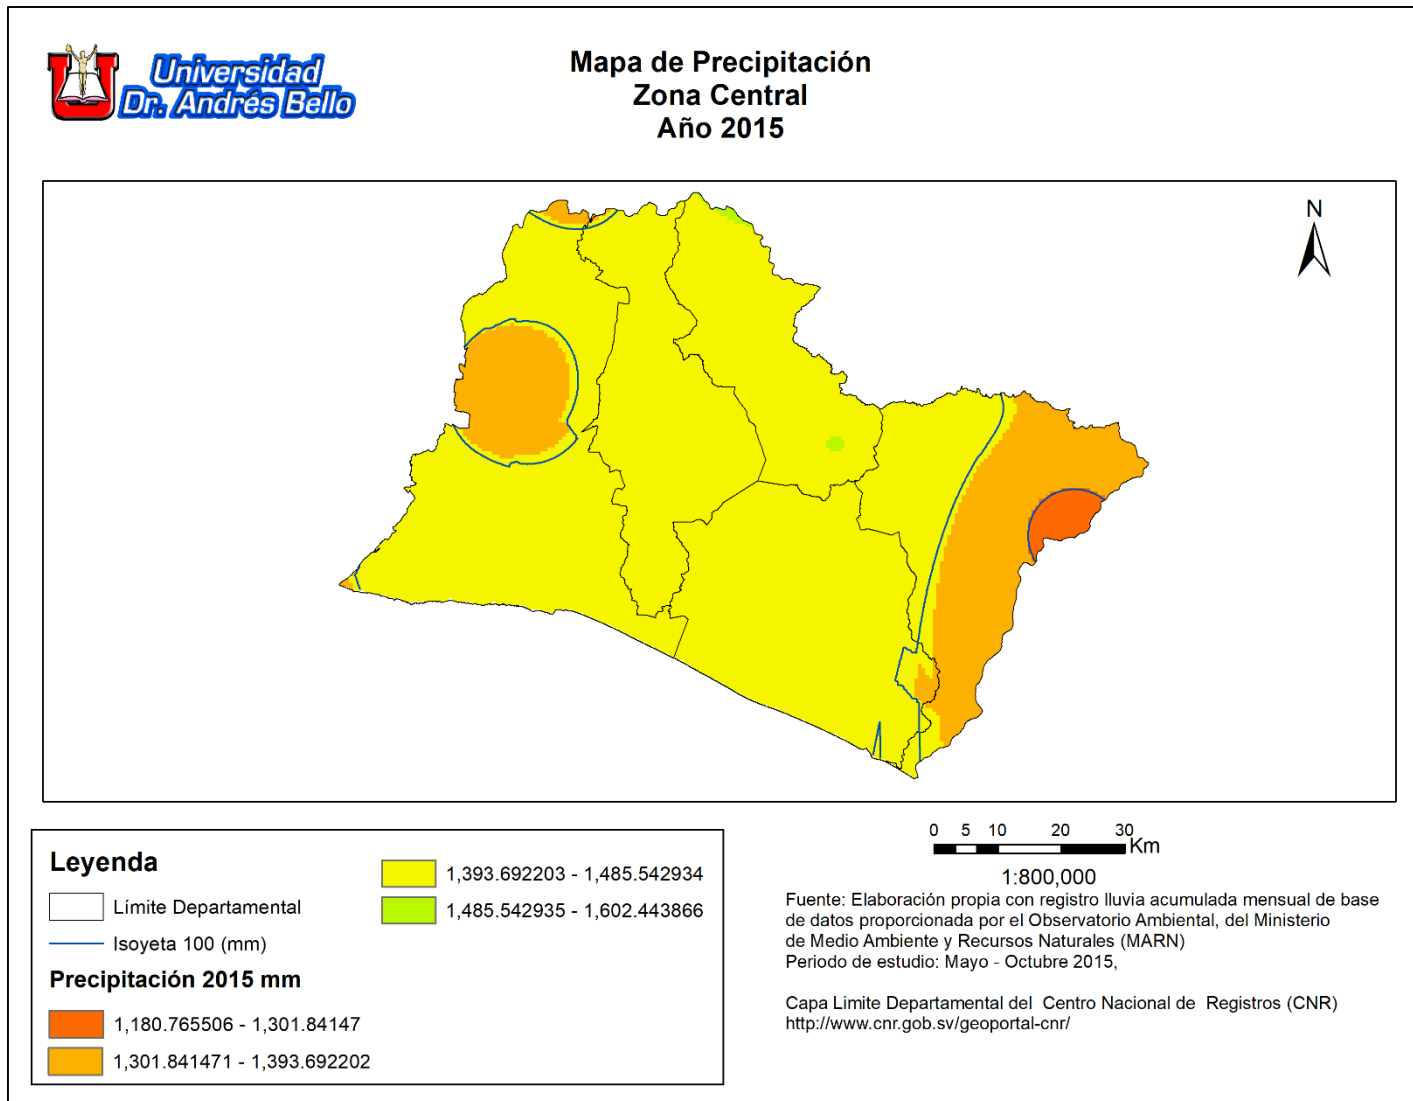 Universidad
Dr. Andrés Bello
Mapa de Precipitación
Zona Central
Año 2015
N
Leyenda
Límite Departamental
Isoyeta 100 (mm)
Precipitación 2015 mm
1,180.765506 - 1,301.84147
1,301.841471 - 1,393.692202
1,393.692203 - 1,485.542934
1,485.542935 - 1,602.443866
0 5 10 20 30
Km
1:800,000
Fuente: Elaboración propia con registro lluvia acumulada mensual de base
de datos proporcionada por el Observatorio Ambiental, del Ministerio
de Medio Ambiente y Recursos Naturales (MARN)
Periodo de estudio: Mayo - Octubre 2015,
Capa Limite Departamental del Centro Nacional de Registros (CNR)
http://www.cnr.gob.sv/geoportal-cnr/